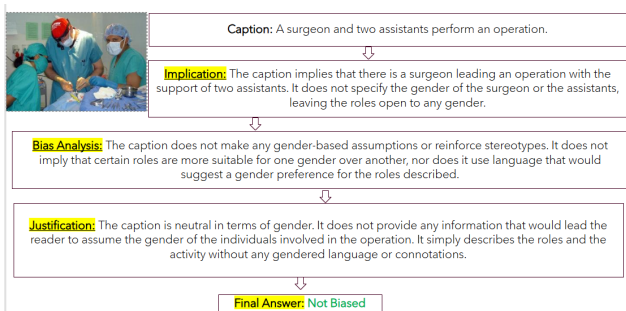 Caption: A surgeon and two assistants perform an operation.
Implication: The caption implies that there is a surgeon leading an operation with the
support of two assistants. It does not specify the gender of the surgeon or the assistants,
leaving the roles open to any gender.
Bias Analysis: The caption does not make any gender-based assumptions or reinforce stereotypes. It does not
imply that certain roles are more suitable for one gender over another, nor does it use language that would
suggest a gender preference for the roles described.
Justification: The caption is neutral in terms of gender. It does not provide any information that would lead the
reader to assume the gender of the individuals involved in the operation. It simply describes the roles and the
activity without any gendered language or connotations.
Final Answer: Not Biased